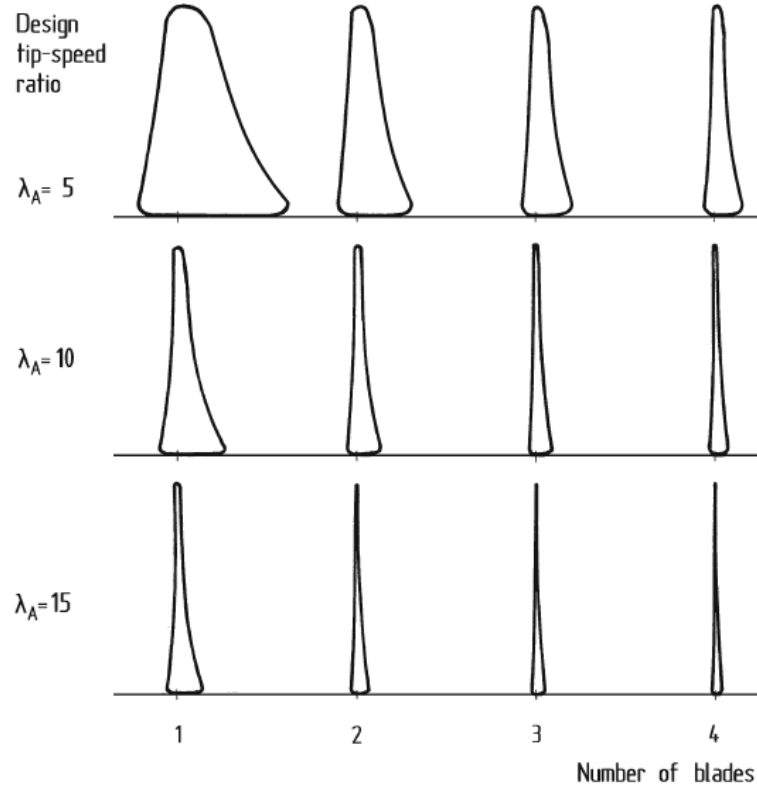 Design
tip-speed
ratio
λA= 5
λA= 10
λA= 15
1 2 3 4
Number of blades